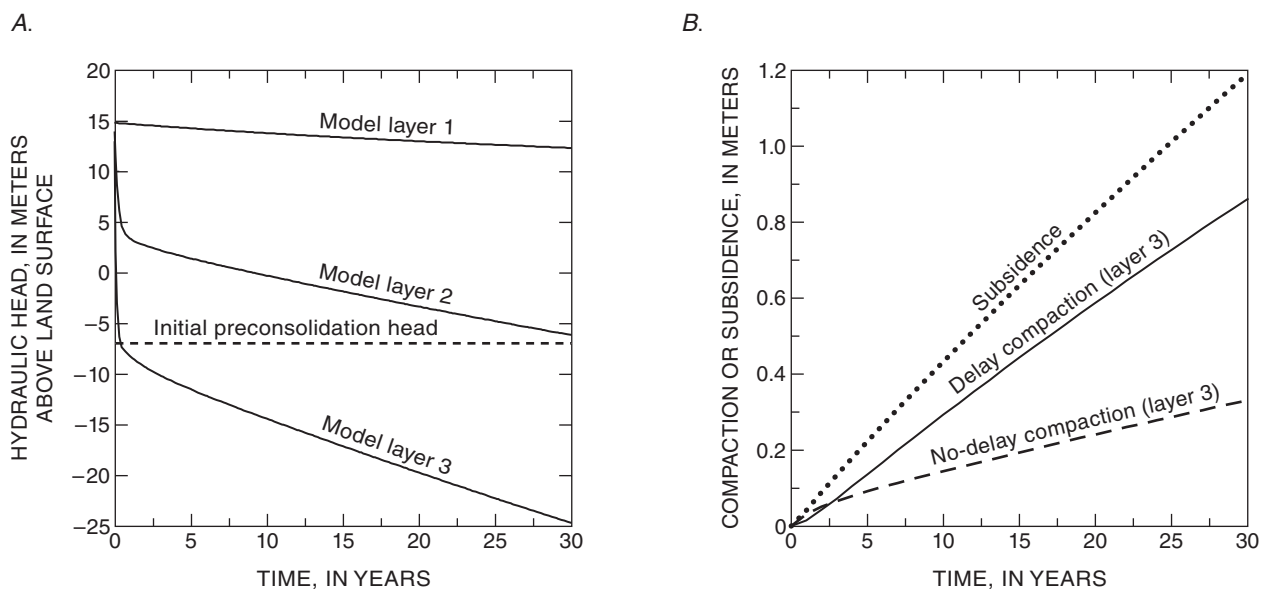 A.
HYDRAULIC HEAD, IN METERS
ABOVE LAND SURFACE
20
15
10
5
0
−5
−10
−15
−20
−25
Model layer 1
Model layer 2
Initial preconsolidation head
Model layer 3
0 5 10 15 20 25 30
TIME, IN YEARS
B.
COMPACTION OR SUBSIDENCE, IN METERS
1.2
1.0
0.8
0.6
0.4
0.2
0
Subsidence
Delay compaction (layer 3)
No-delay compaction (layer 3)
0 5 10 15 20 25 30
TIME, IN YEARS